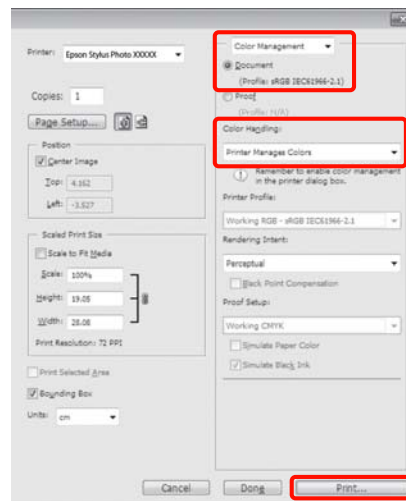 Printer: Epson Stylus Photo XXXXX
Copies: 1
Page Setup...
Position
Center Image
Top: 4.162
Left: -3.527
Scaled Print Size
Scale to Fit Media
Scale: 100%
Height: 19.05
Width: 28.08
Print Resolution: 72 PPI
Print Selected Area
Bounding Box
Units: cm
Color Management
Document
(Profile: sRGB IEC61966-2.1)
Proof
(Profile: N/A)
Color Handling:
Printer Manages Colors
Remember to enable color management
in the printer dialog box.
Printer Profile:
Working RGB - sRGB IEC61966-2.1
Rendering Intent:
Perceptual
Black Point Compensation
Proof Setup:
Working CMYK
Simulate Paper Color
Simulate Black Ink
Cancel
Done
Print...